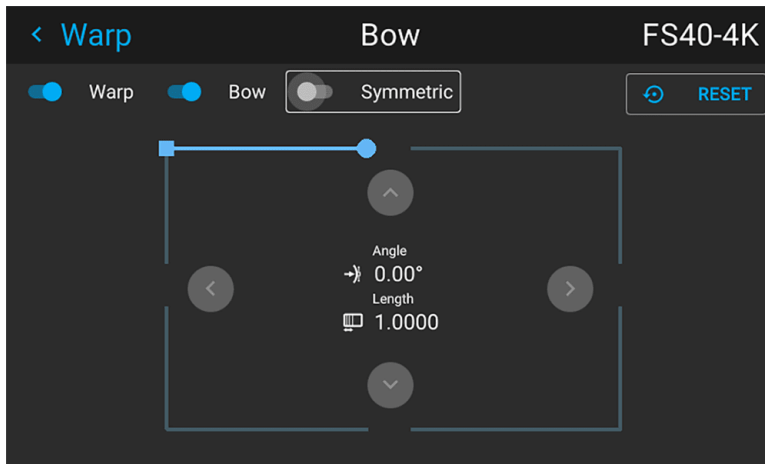 Warp Bow FS40-4K
Warp Bow Symmetric RESET
Angle
0.00°
Length
1.0000